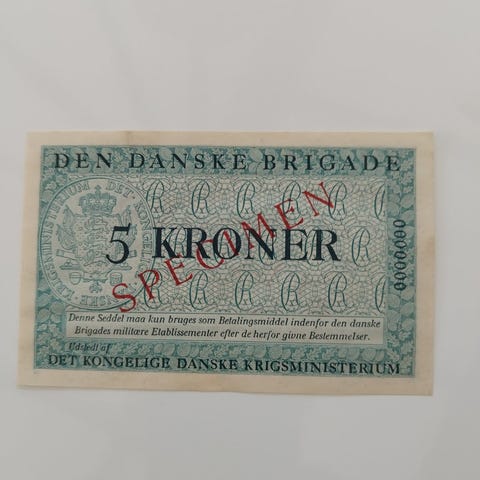 DEN DANSKE BRIGADE
5 KRONER
SPECIMEN
0000000
Denne Seddel maa kun bruges som Betalingsmiddel indenfor den danske
Brigades militære Etablissementer efter de herfor givne Bestemmelser.
Udstedt af
DET KONGELIGE DANSKE KRIGSMINISTERIUM